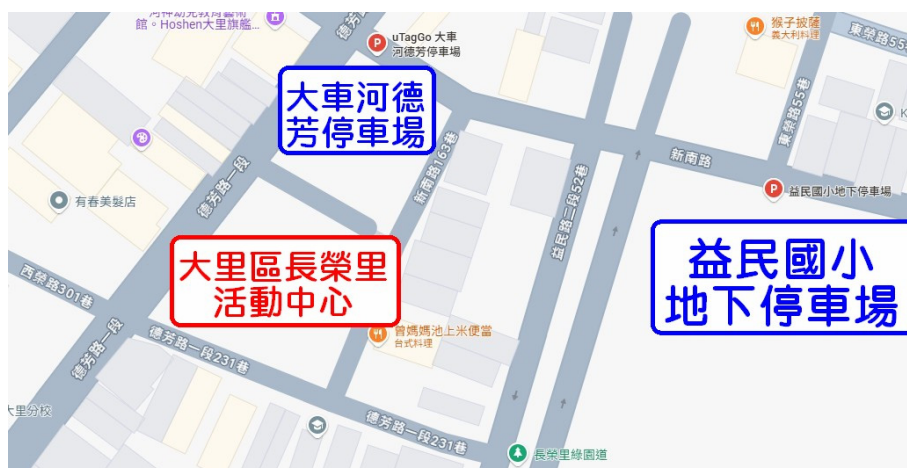 館。Hoshen大里旗艦...
德芳路一段
uTagGo 大車
河德芳停車場
猴子披薩
義大利料理
東榮路55
東榮路55巷
K
大車河德
芳停車場
新南路163巷
新南路
益民國小地下停車場
有春美髮店
德芳路一段
益民路二段52巷
大里區長榮里
活動中心
益民國小
地下停車場
西榮路301巷
曾媽媽池上米便當
台式料理
德芳路一段
德芳路一段231巷
大里分校
德芳路一段231巷
長榮里綠園道